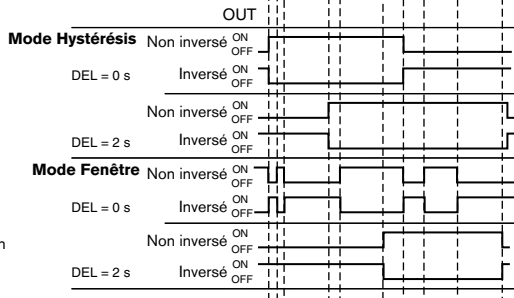 OUT
Mode Hystérésis Non inversé ON OFF
DEL = 0 s Inversé ON OFF
Non inversé ON OFF
DEL = 2 s Inversé ON OFF
Mode Fenêtre Non inversé ON OFF
DEL = 0 s Inversé ON OFF
n Non inversé ON OFF
DEL = 2 s Inversé ON OFF